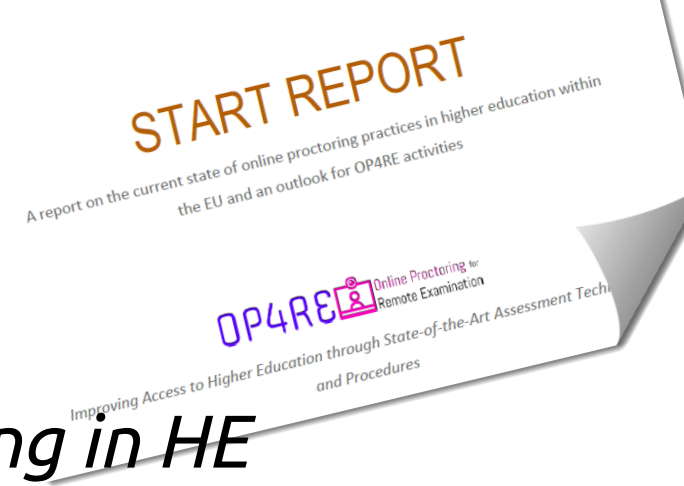 START REPORT
A report on the current state of online proctoring practices in higher education within
the EU and an outlook for OP4RE activities
OP4RE
Online Proctoring for
Remote Examination
Improving Access to Higher Education through State-of-the-Art Assessment
and Procedures
in HE